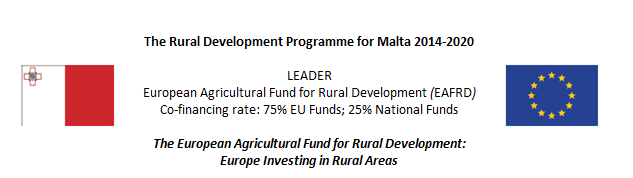 The Rural Development Programme for Malta 2014-2020
LEADER
European Agricultural Fund for Rural Development (EAFRD)
Co-financing rate: 75% EU Funds; 25% National Funds
The European Agricultural Fund for Rural Development:
Europe Investing in Rural Areas